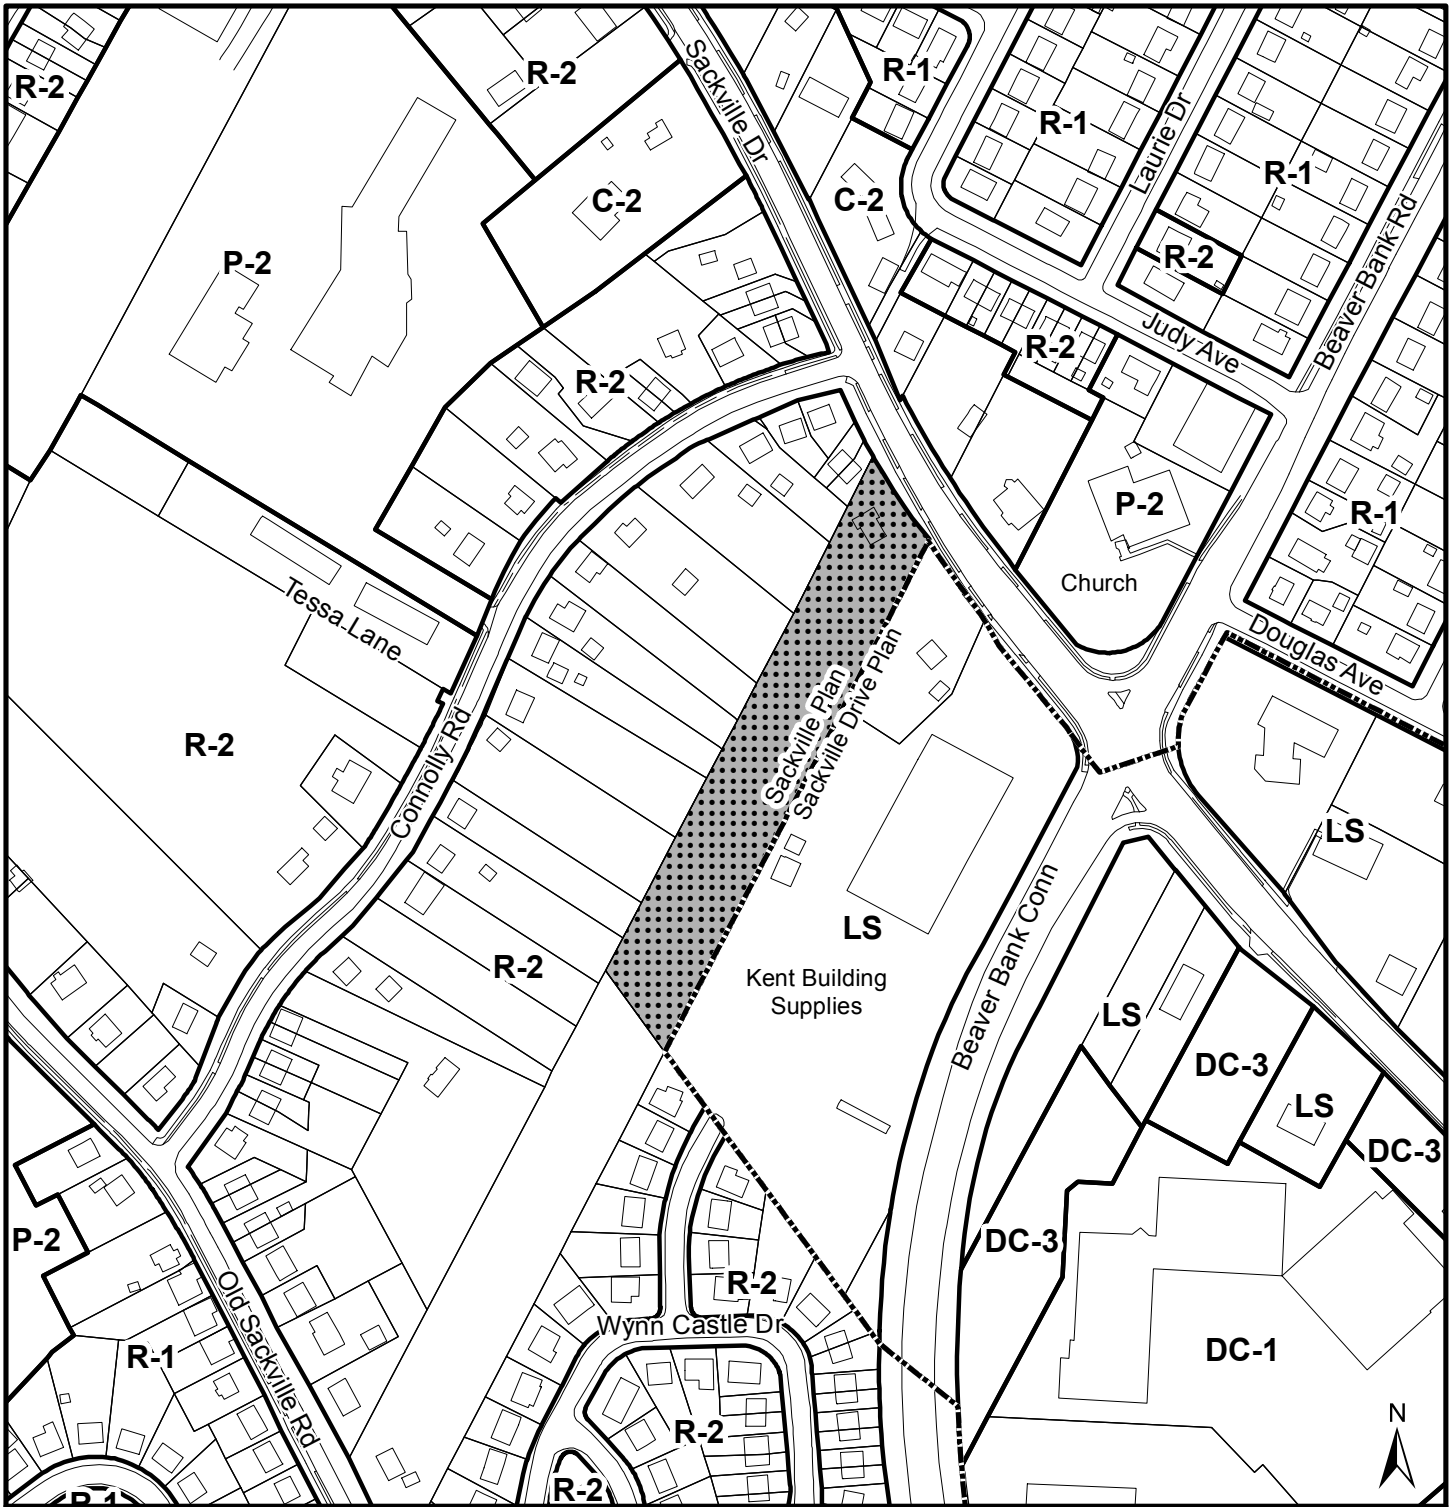 R-2
R-2
Sackville Dr
R-1
R-1
Laurie Dr
R-1
Beaver Bank Rd
C-2
C-2
P-2
R-2
Judy Ave
R-2
R-2
P-2
R-1
Church
Tessa Lane
Douglas Ave
Sackville Plan
Sackville Drive Plan
R-2
Connolly Rd
LS
LS
R-2
Kent Building
Supplies
Beaver Bank Conn
LS
DC-3
LS
DC-3
P-2
DC-3
R-2
Old Sackville Rd
Wynn Castle Dr
R-1
DC-1
R-2
N
R-2
R-1